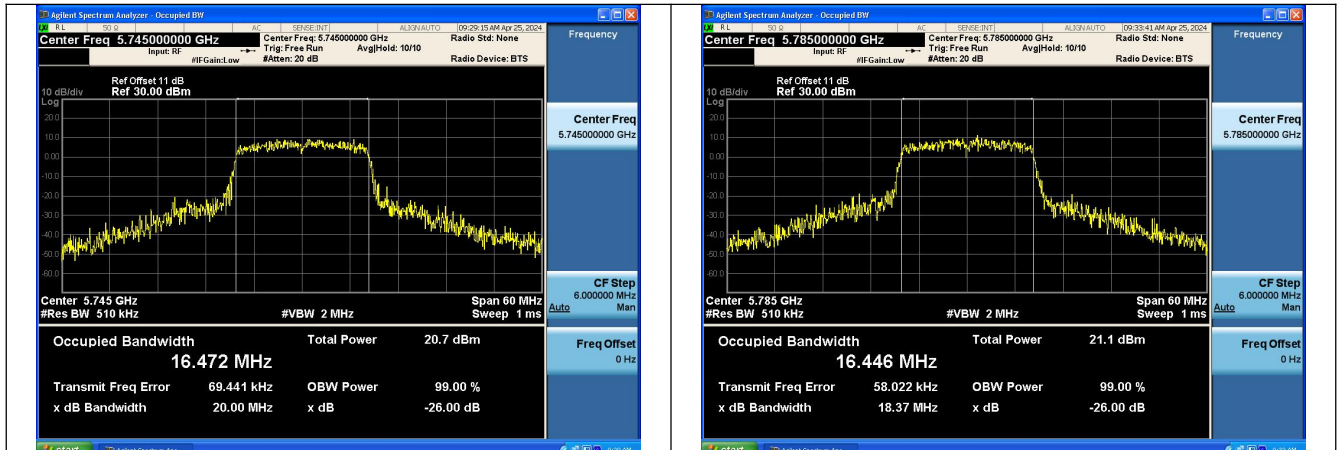 Agilent Spectrum Analyzer - Occupied BW
RL 50 Ω AC SENSE:INT ALIGN AUTO 09:29:15 AM Apr 25, 2024
Center Freq 5.745000000 GHz
Center Freq: 5.745000000 GHz
Radio Std: None
Input: RF
Trig: Free Run Avg|Hold: 10/10
#IFGain:Low
#Atten: 20 dB
Radio Device: BTS
Ref Offset 11 dB
10 dB/div Ref 30.00 dBm
Log
20.0
10.0
0.00
-10.0
-20.0
-30.0
-40.0
-50.0
-60.0
Center 5.745 GHz Span 60 MHz
#Res BW 510 kHz #VBW 2 MHz Sweep 1 ms
Occupied Bandwidth Total Power 20.7 dBm
16.472 MHz
Transmit Freq Error 69.441 kHz OBW Power 99.00 %
x dB Bandwidth 20.00 MHz x dB -26.00 dB
Frequency
Center Freq
5.745000000 GHz
CF Step
6.000000 MHz
Auto Man
Freq Offset
0 Hz
start
Agilent Spectrum Analyzer - Occupied BW
RL 50 Ω AC SENSE:INT ALIGN AUTO 09:33:41 AM Apr 25, 2024
Center Freq 5.785000000 GHz
Center Freq: 5.785000000 GHz
Radio Std: None
Input: RF
Trig: Free Run Avg|Hold: 10/10
#IFGain:Low
#Atten: 20 dB
Radio Device: BTS
Ref Offset 11 dB
10 dB/div Ref 30.00 dBm
Log
20.0
10.0
0.00
-10.0
-20.0
-30.0
-40.0
-50.0
-60.0
Center 5.785 GHz Span 60 MHz
#Res BW 510 kHz #VBW 2 MHz Sweep 1 ms
Occupied Bandwidth Total Power 21.1 dBm
16.446 MHz
Transmit Freq Error 58.022 kHz OBW Power 99.00 %
x dB Bandwidth 18.37 MHz x dB -26.00 dB
Frequency
Center Freq
5.785000000 GHz
CF Step
6.000000 MHz
Auto Man
Freq Offset
0 Hz
start